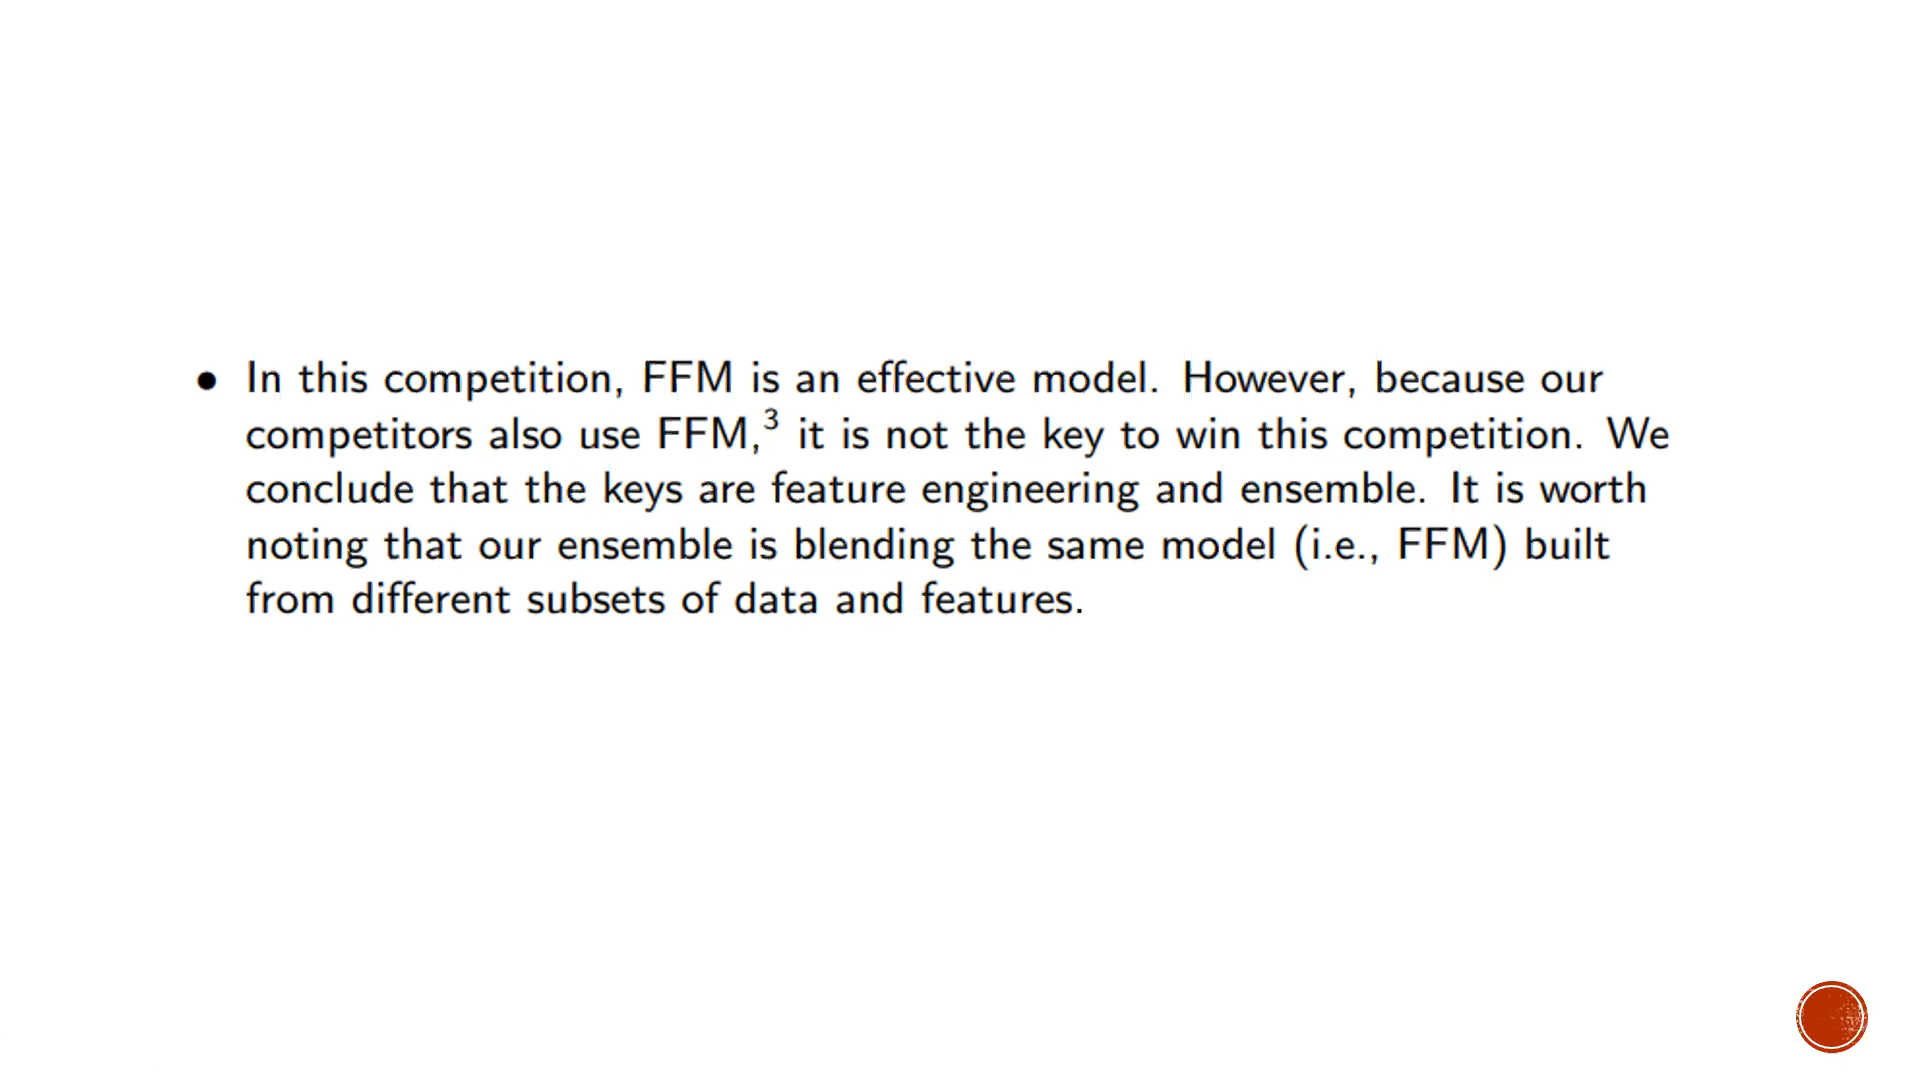 • In this competition, FFM is an effective model. However, because our
competitors also use FFM,³ it is not the key to win this competition. We
conclude that the keys are feature engineering and ensemble. It is worth
noting that our ensemble is blending the same model (i.e., FFM) built
from different subsets of data and features.